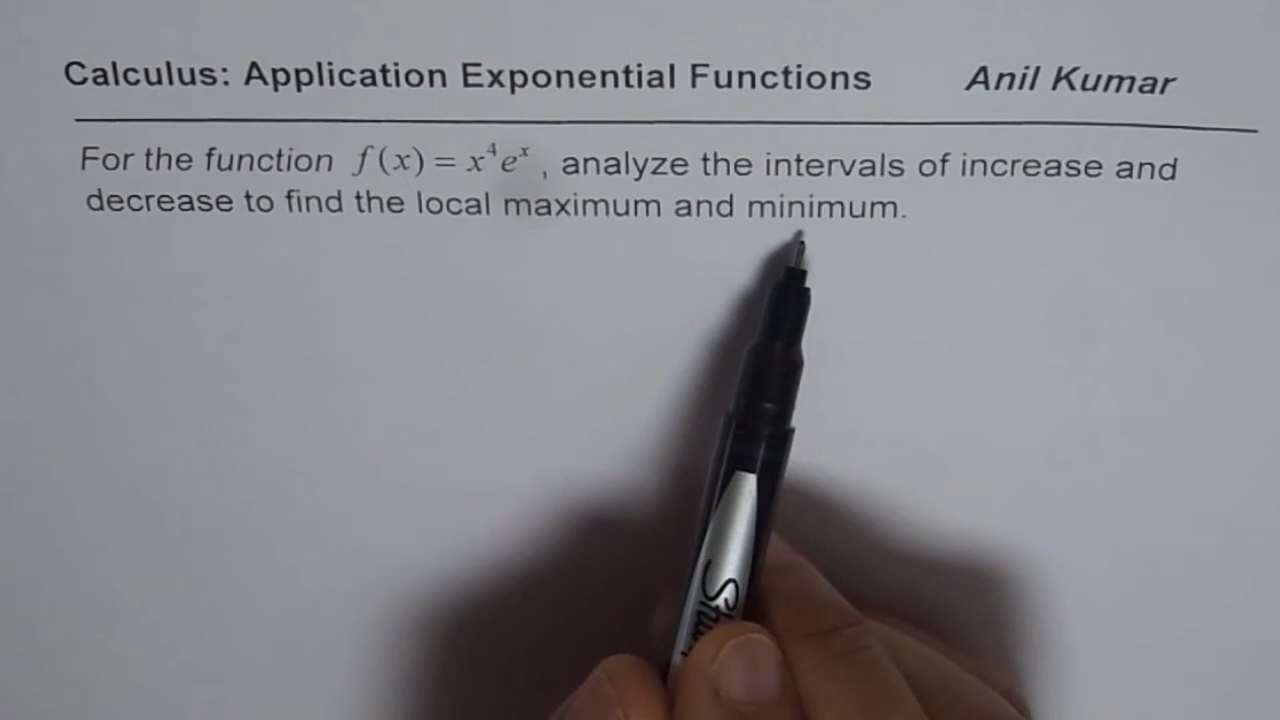 Calculus: Application Exponential Functions Anil Kumar
For the function f(x) = x⁴eˣ , analyze the intervals of increase and
decrease to find the local maximum and minimum.